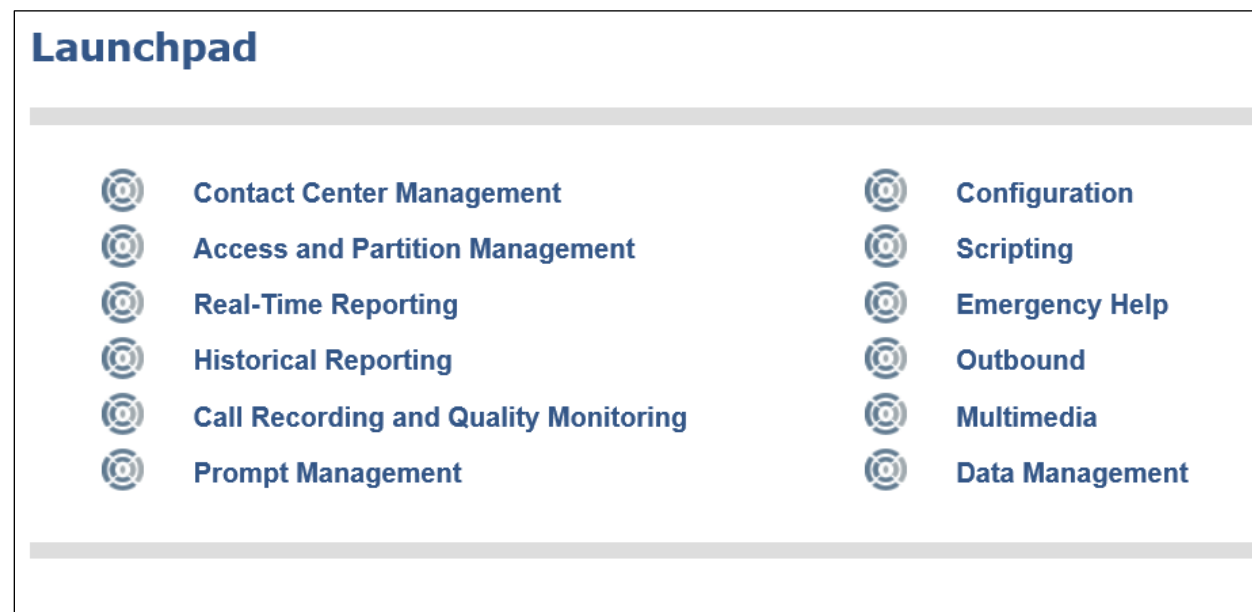 Launchpad
Contact Center Management
Access and Partition Management
Real-Time Reporting
Historical Reporting
Call Recording and Quality Monitoring
Prompt Management
Configuration
Scripting
Emergency Help
Outbound
Multimedia
Data Management